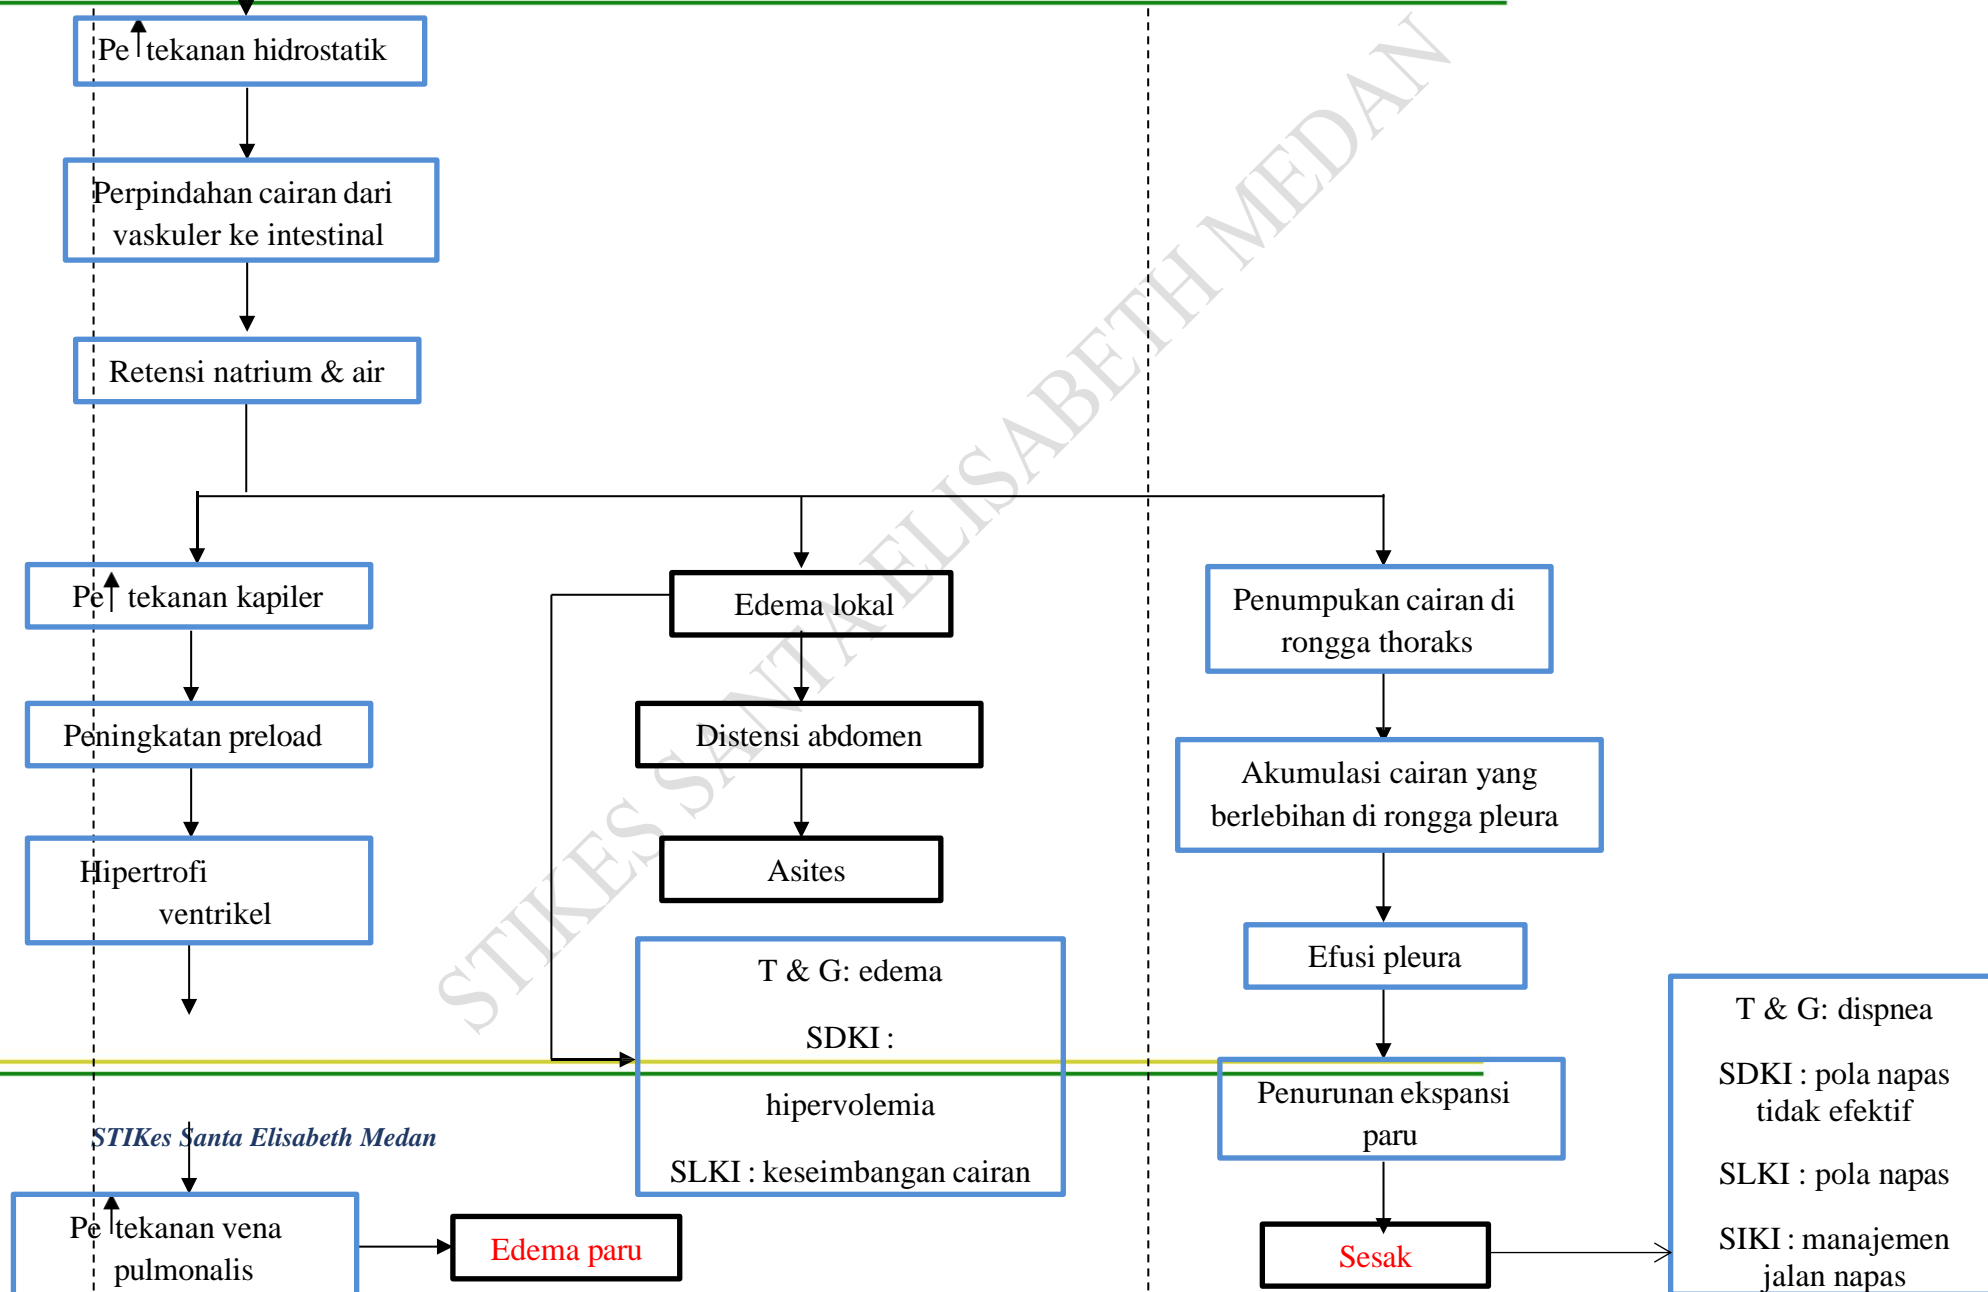 Pe tekanan hidrostatik
Perpindahan cairan dari
vaskuler ke intestinal
Retensi natrium & air
Pe tekanan kapiler
Peningkatan preload
Hipertrofi
ventrikel
Edema lokal
Distensi abdomen
Asites
T & G: edema
SDKI :
hipervolemia
SLKI : keseimbangan cairan
Penumpukan cairan di
rongga thoraks
Akumulasi cairan yang
berlebihan di rongga pleura
Efusi pleura
Penurunan ekspansi
paru
Sesak
T & G: dispnea
SDKI : pola napas
tidak efektif
SLKI : pola napas
SIKI : manajemen
jalan napas
STIKes Santa Elisabeth Medan
Pe tekanan vena
pulmonalis
Edema paru
STIKES SANTA ELISABETH MEDAN